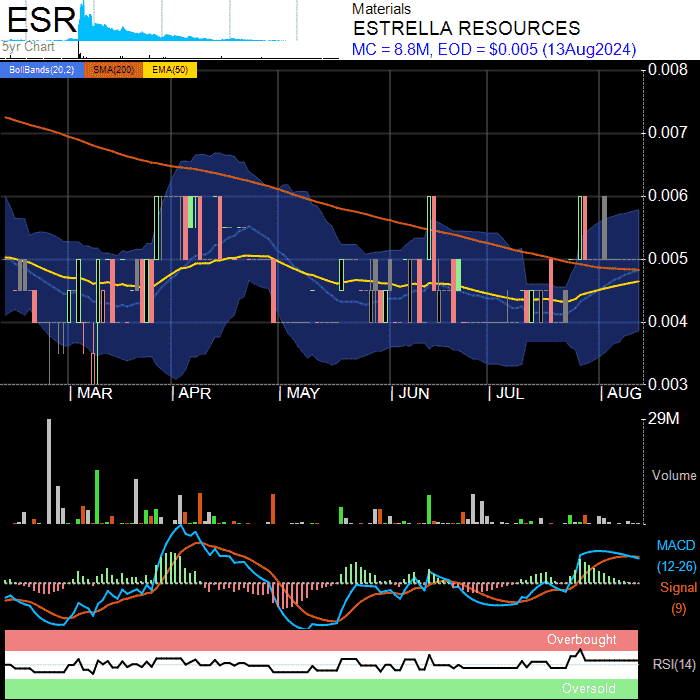 ESR
5yr Chart
Materials
ESTRELLA RESOURCES
MC = 8.8M, EOD = $0.005 (13Aug2024)
BollBands(20,2) SMA(200) EMA(50)
0.008
0.007
0.006
0.005
0.004
0.003
MAR APR MAY JUN JUL AUG
29M
Volume
MACD
(12-26)
Signal
(9)
Overbought
RSI(14)
Oversold